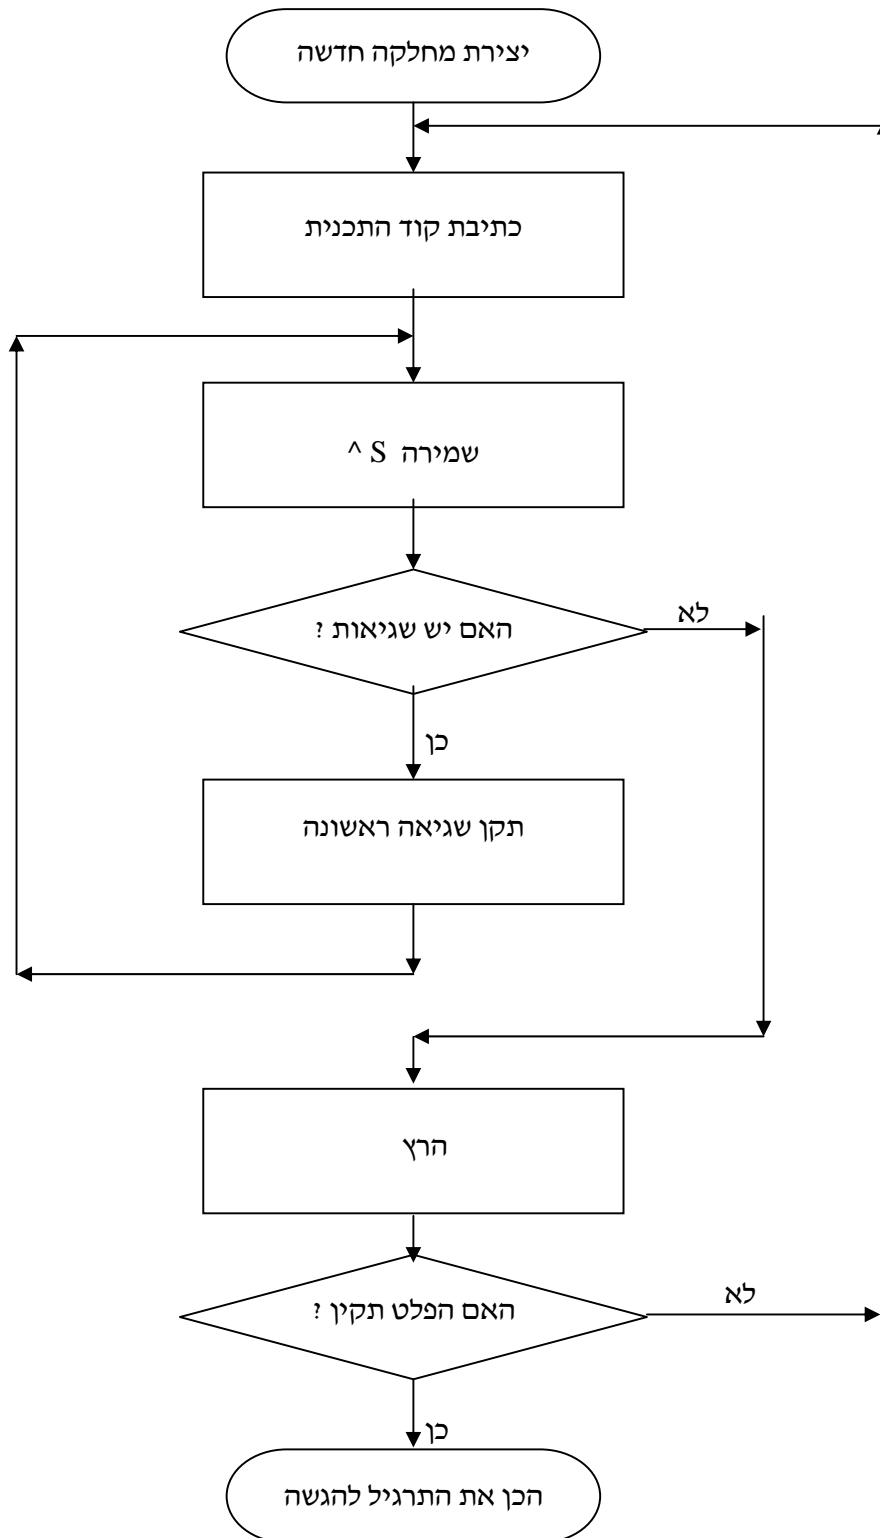 יצירת מחלקה חדשה
כתיבת קוד התכנית
שמירה ^ S
האם יש שגיאות ?
לא
כן
תקן שגיאה ראשונה
הרץ
האם הפלט תקין ?
לא
כן
הכן את התרגיל להגשה